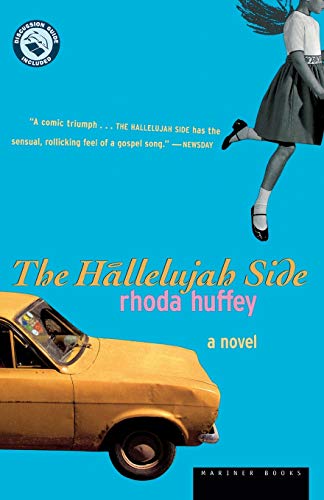 DISCUSSION GUIDE
INCLUDED
"A comic triumph . . . THE HALLELUJAH SIDE has the
sensual, rollicking feel of a gospel song." —NEWSDAY
The Hallelujah Side
rhoda huffey
a novel
MARINER BOOKS